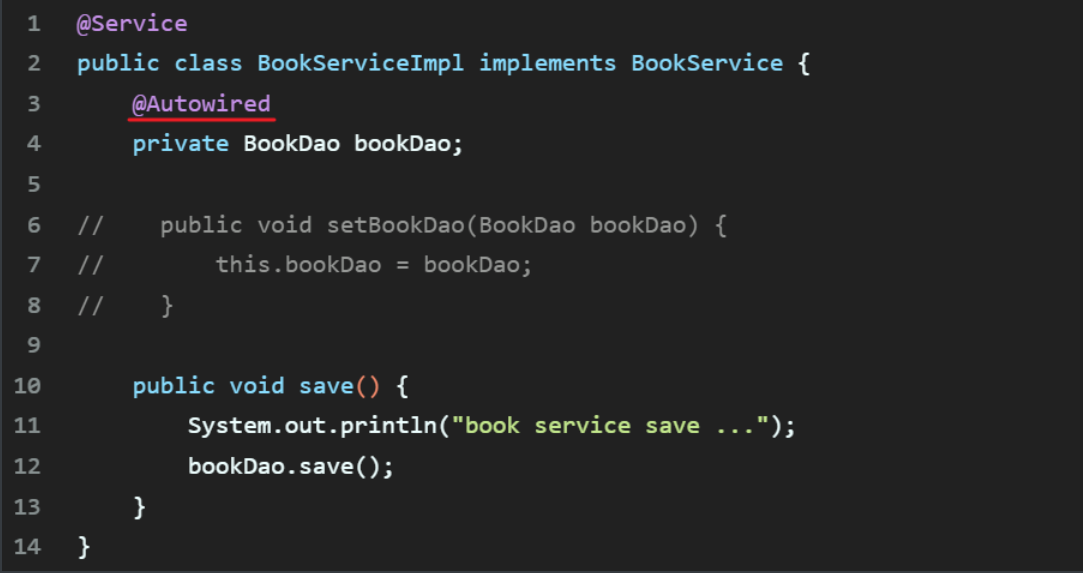 1 @Service
2 public class BookServiceImpl implements BookService {
3     @Autowired
4     private BookDao bookDao;
5
6 //    public void setBookDao(BookDao bookDao) {
7 //        this.bookDao = bookDao;
8 //    }
9
10     public void save() {
11         System.out.println("book service save ...");
12         bookDao.save();
13     }
14 }